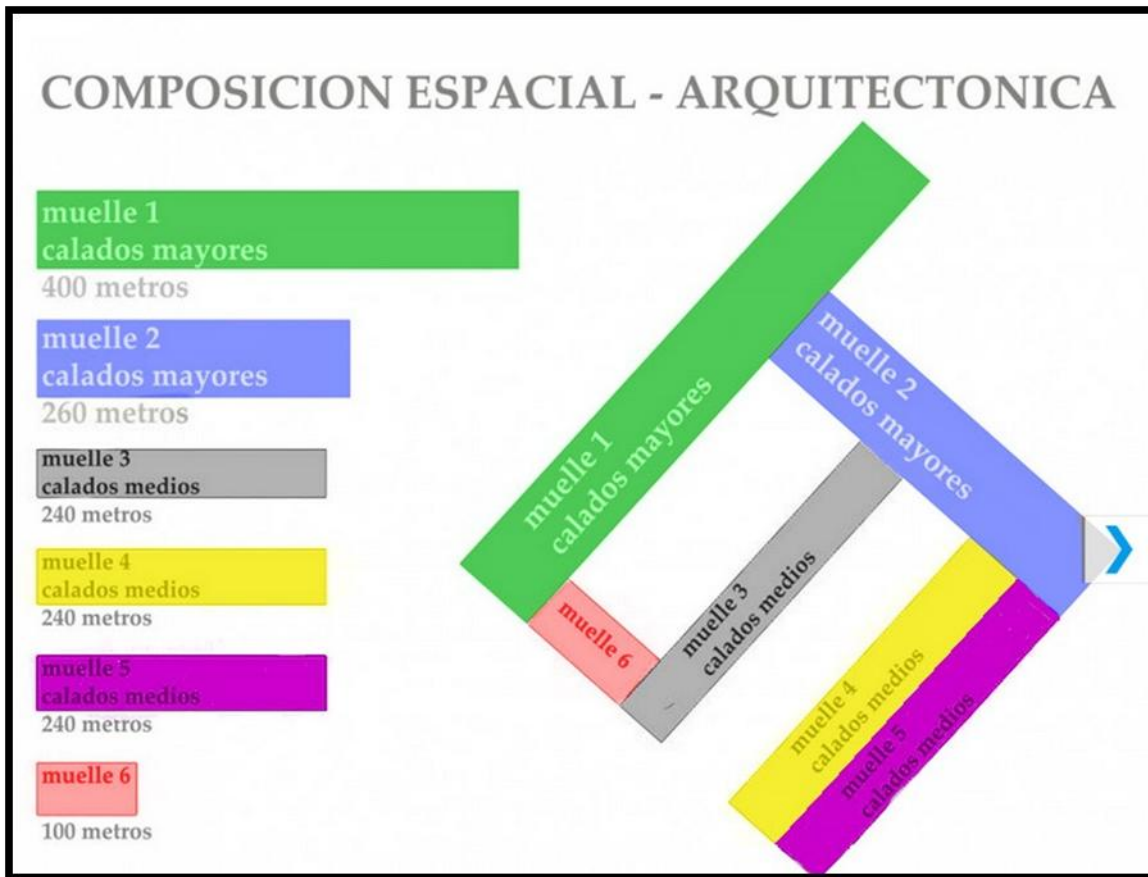 COMPOSICION ESPACIAL - ARQUITECTONICA
muelle 1
calados mayores
400 metros
muelle 2
calados mayores
260 metros
muelle 3
calados medios
240 metros
muelle 4
calados medios
240 metros
muelle 5
calados medios
240 metros
muelle 6
100 metros
muelle 1
calados mayores
muelle 2
calados mayores
muelle 3
calados medios
muelle 6
muelle 4
calados medios
muelle 5
calados medios